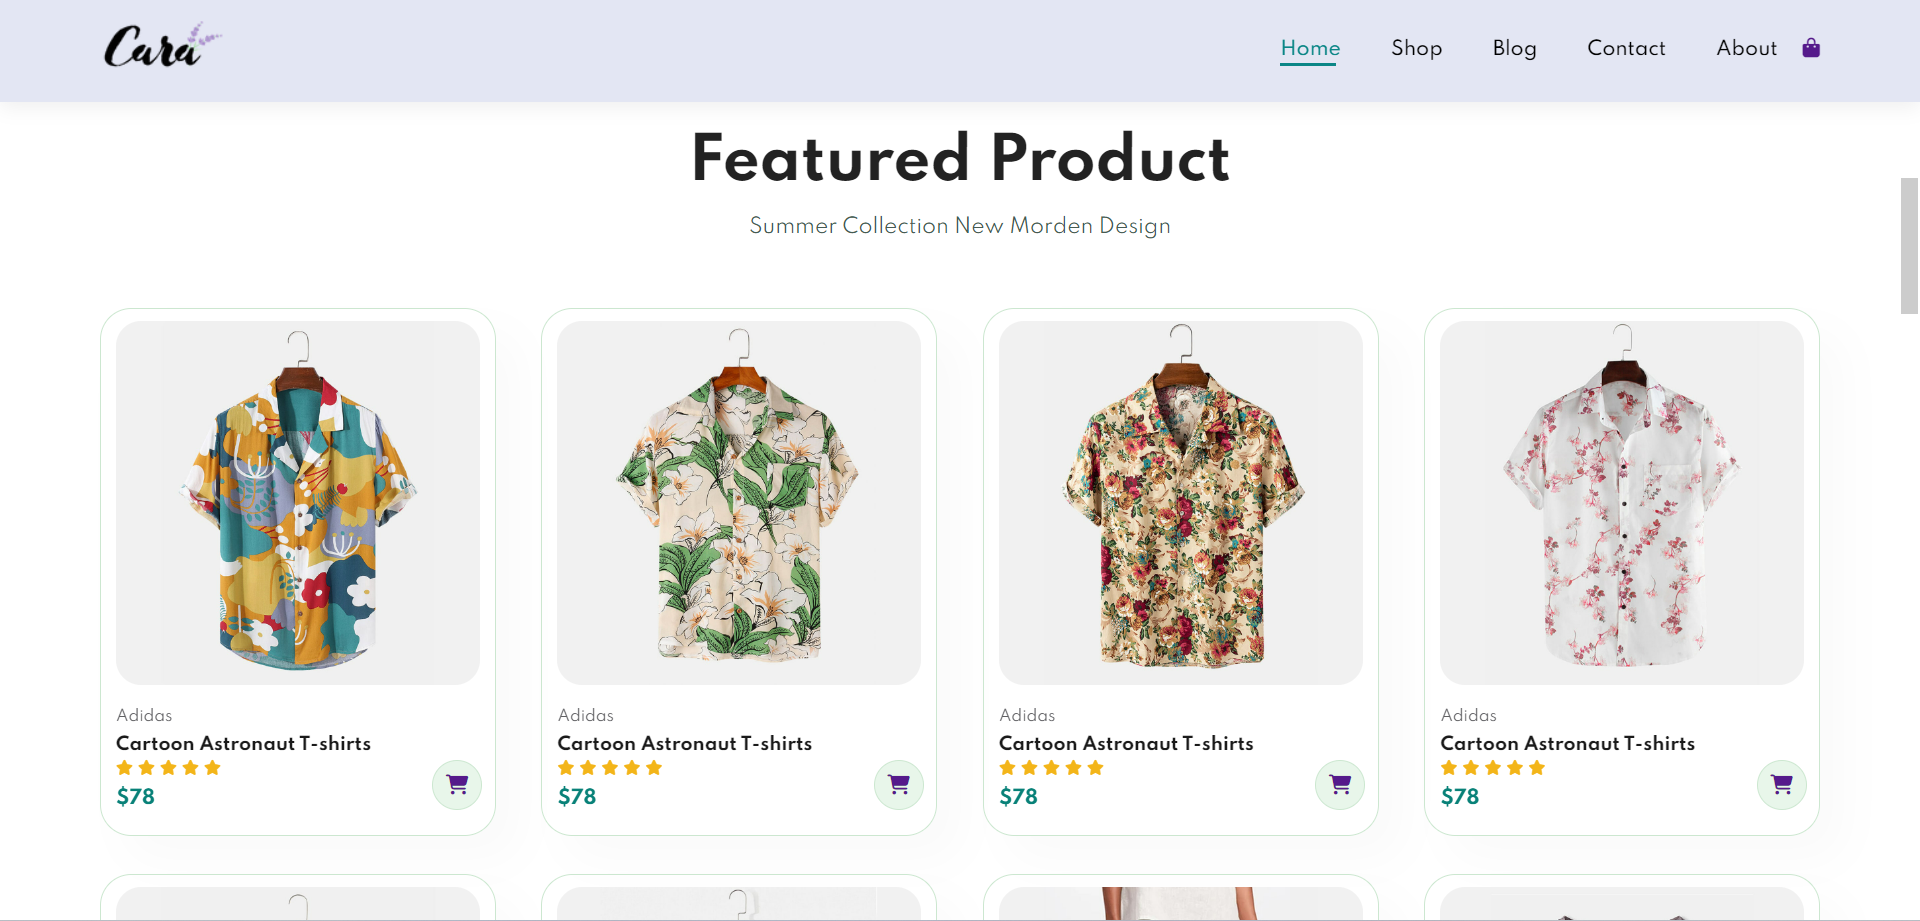 Cara
Home Shop Blog Contact About
Featured Product
Summer Collection New Morden Design
Adidas
Cartoon Astronaut T-shirts
$78
Adidas
Cartoon Astronaut T-shirts
$78
Adidas
Cartoon Astronaut T-shirts
$78
Adidas
Cartoon Astronaut T-shirts
$78